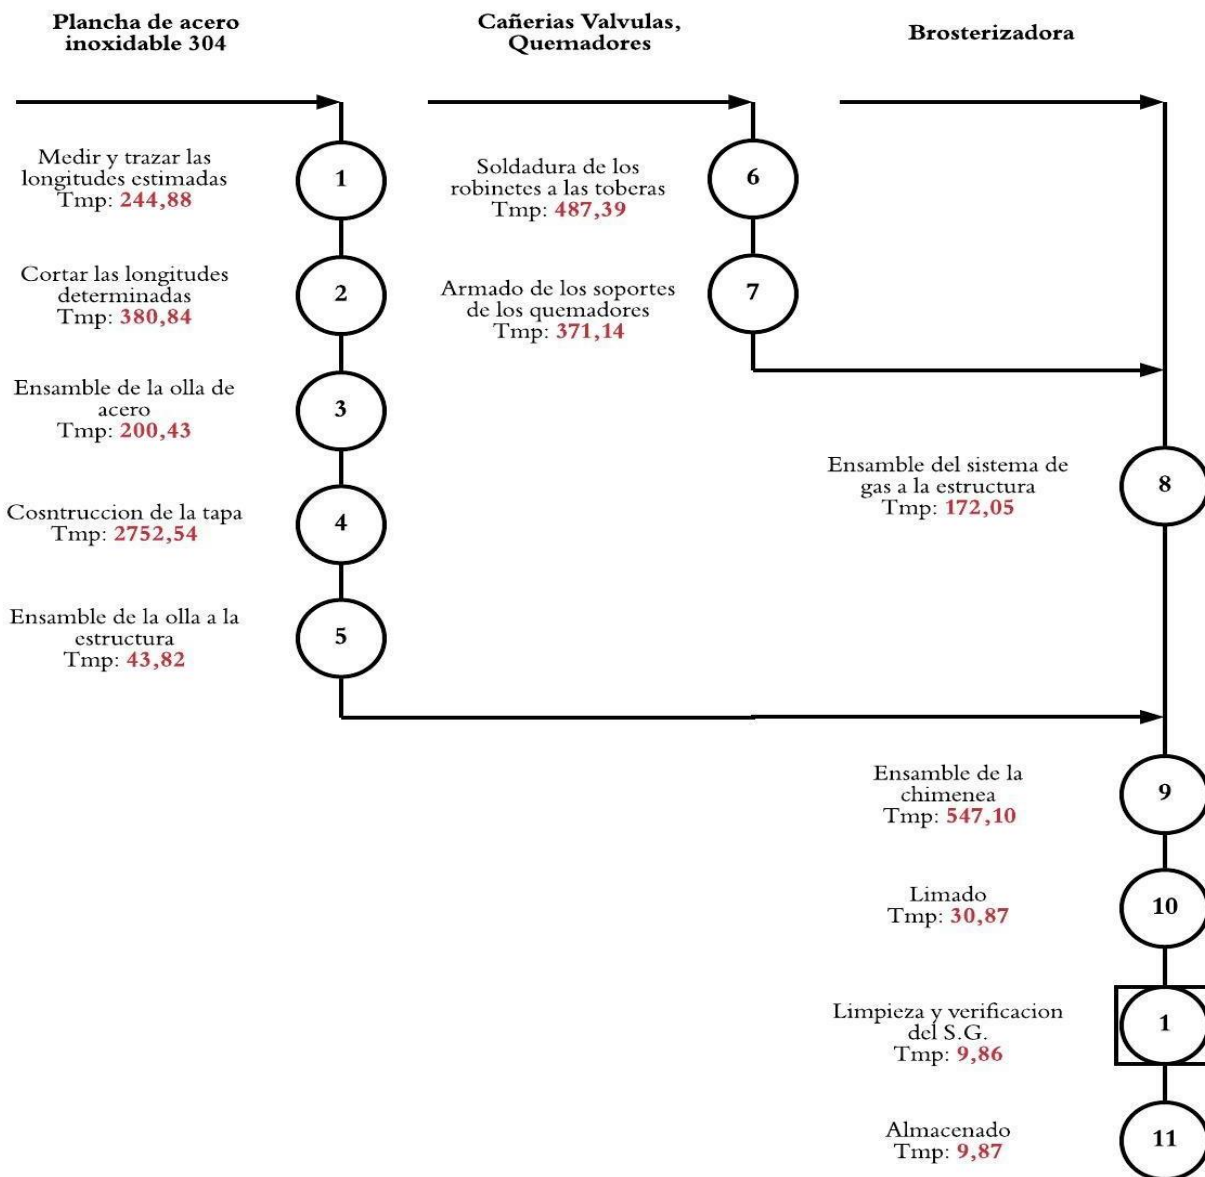 Plancha de acero
inoxidable 304
Medir y trazar las
longitudes estimadas
Tmp: 244,88
1
Cortar las longitudes
determinadas
Tmp: 380,84
2
Ensamble de la olla de
acero
Tmp: 200,43
3
Cosntruccion de la tapa
Tmp: 2752,54
4
Ensamble de la olla a la
estructura
Tmp: 43,82
5
Cañerias Valvulas,
Quemadores
Soldadura de los
robinetes a las toberas
Tmp: 487,39
6
Armado de los soportes
de los quemadores
Tmp: 371,14
7
Brosterizadora
Ensamble del sistema de
gas a la estructura
Tmp: 172,05
8
Ensamble de la
chimenea
Tmp: 547,10
9
Limado
Tmp: 30,87
10
Limpieza y verificacion
del S.G.
Tmp: 9,86
1
Almacenado
Tmp: 9,87
11